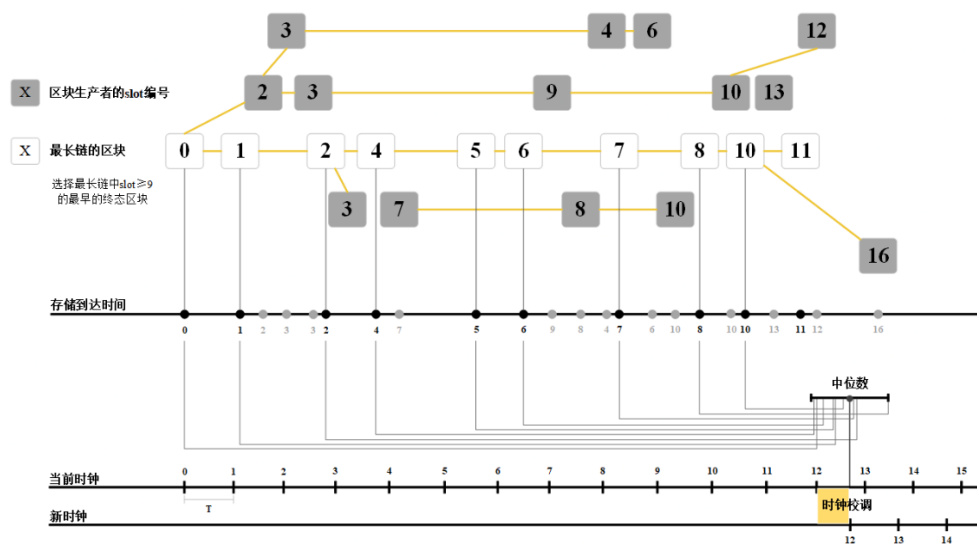 3 4 6 12
X 区块生产者的slot编号 2 3 9 10 13
X 最长链的区块 0 1 2 4 5 6 7 8 10 11
选择最长链中slot≥9
的最早的终态区块
3 7 8 10
16
存储到达时间
0 1 2 3 3 2 4 7 5 6 9 8 4 7 6 10 8 10 10 13 11 12 16
中位数
0 1 2 3 4 5 6 7 8 9 10 11 12 13 14 15
当前时钟
T
时钟校调
新时钟
12 13 14